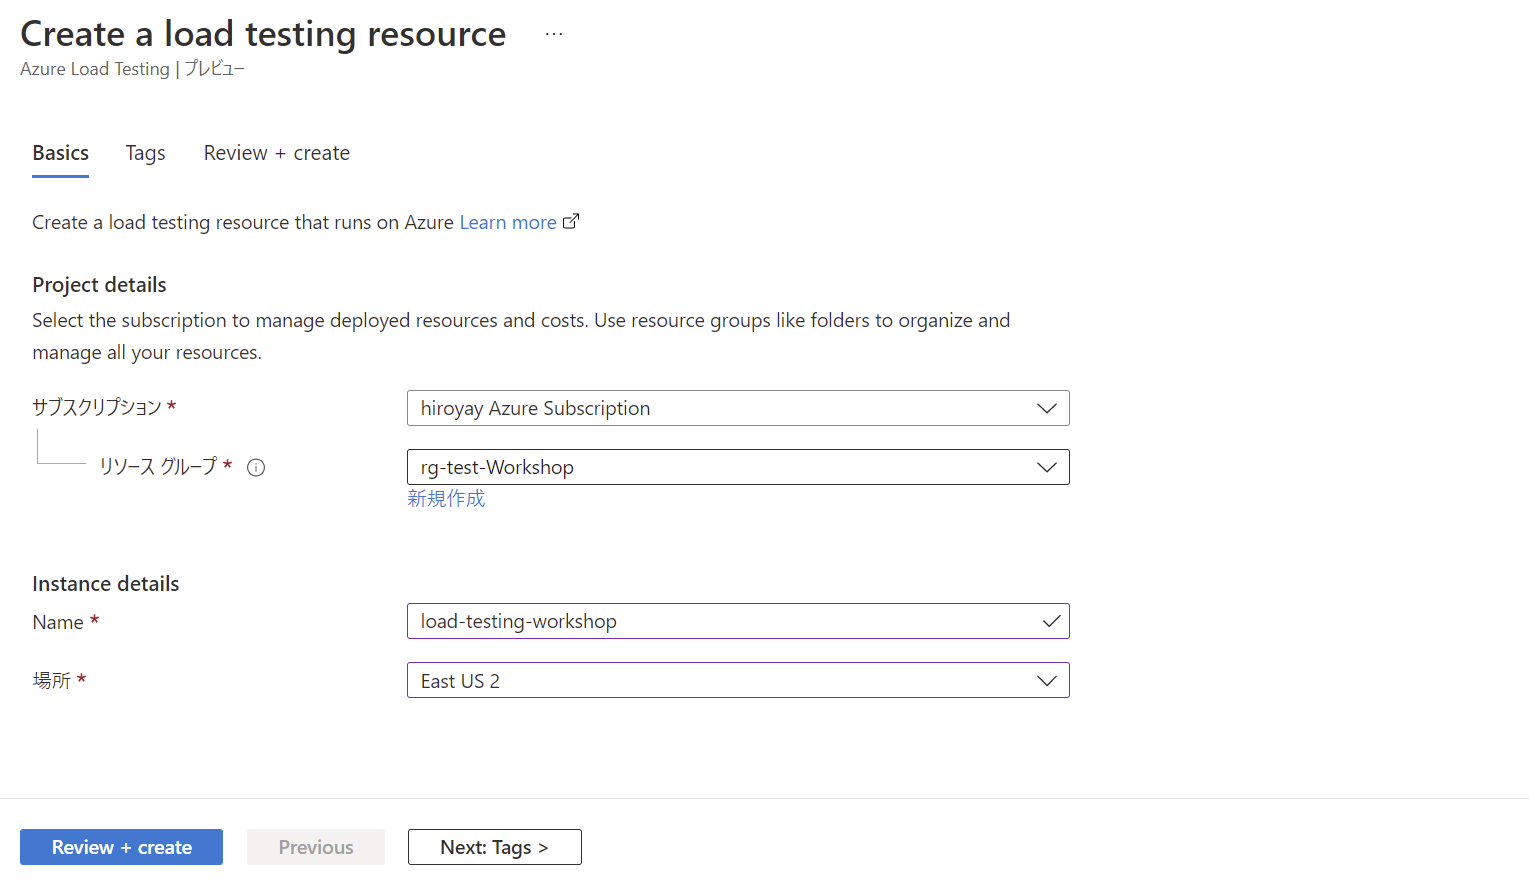 Create a load testing resource ...
Azure Load Testing | プレビュー
Basics Tags Review + create
Create a load testing resource that runs on Azure Learn more
Project details
Select the subscription to manage deployed resources and costs. Use resource groups like folders to organize and
manage all your resources.
サブスクリプション * hiroyay Azure Subscription
リソース グループ * rg-test-Workshop
新規作成
Instance details
Name * load-testing-workshop
場所 * East US 2
Review + create Previous Next: Tags >